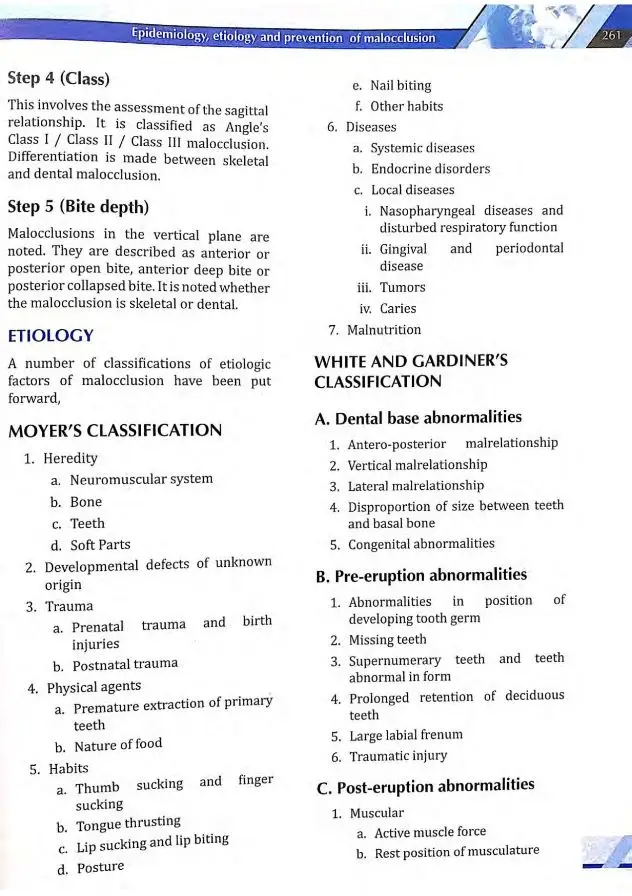 Epidemiology, etiology and prevention of malocclusion
261
Step 4 (Class)
This involves the assessment of the sagittal
relationship. It is classified as Angle's
Class I / Class II / Class III malocclusion.
Differentiation is made between skeletal
and dental malocclusion.
Step 5 (Bite depth)
Malocclusions in the vertical plane are
noted. They are described as anterior or
posterior open bite, anterior deep bite or
posterior collapsed bite. It is noted whether
the malocclusion is skeletal or dental.
ETIOLOGY
A number of classifications of etiologic
factors of malocclusion have been put
forward,
MOYER'S CLASSIFICATION
1. Heredity
a. Neuromuscular system
b. Bone
c. Teeth
d. Soft Parts
2. Developmental defects of unknown
origin
3. Trauma
a. Prenatal trauma and birth
injuries
b. Postnatal trauma
4. Physical agents
a. Premature extraction of primary
teeth
b. Nature of food
5. Habits
a. Thumb sucking and finger
sucking
b. Tongue thrusting
c. Lip sucking and lip biting
d. Posture
e. Nail biting
f. Other habits
6. Diseases
a. Systemic diseases
b. Endocrine disorders
c. Local diseases
i. Nasopharyngeal diseases and
disturbed respiratory function
ii. Gingival and periodontal
disease
iii. Tumors
iv. Caries
7. Malnutrition
WHITE AND GARDINER'S
CLASSIFICATION
A. Dental base abnormalities
1. Antero-posterior malrelationship
2. Vertical malrelationship
3. Lateral malrelationship
4. Disproportion of size between teeth
and basal bone
5. Congenital abnormalities
B. Pre-eruption abnormalities
1. Abnormalities in position of
developing tooth germ
2. Missing teeth
3. Supernumerary teeth and teeth
abnormal in form
4. Prolonged retention of deciduous
teeth
5. Large labial frenum
6. Traumatic injury
C. Post-eruption abnormalities
1. Muscular
a. Active muscle force
b. Rest position of musculature